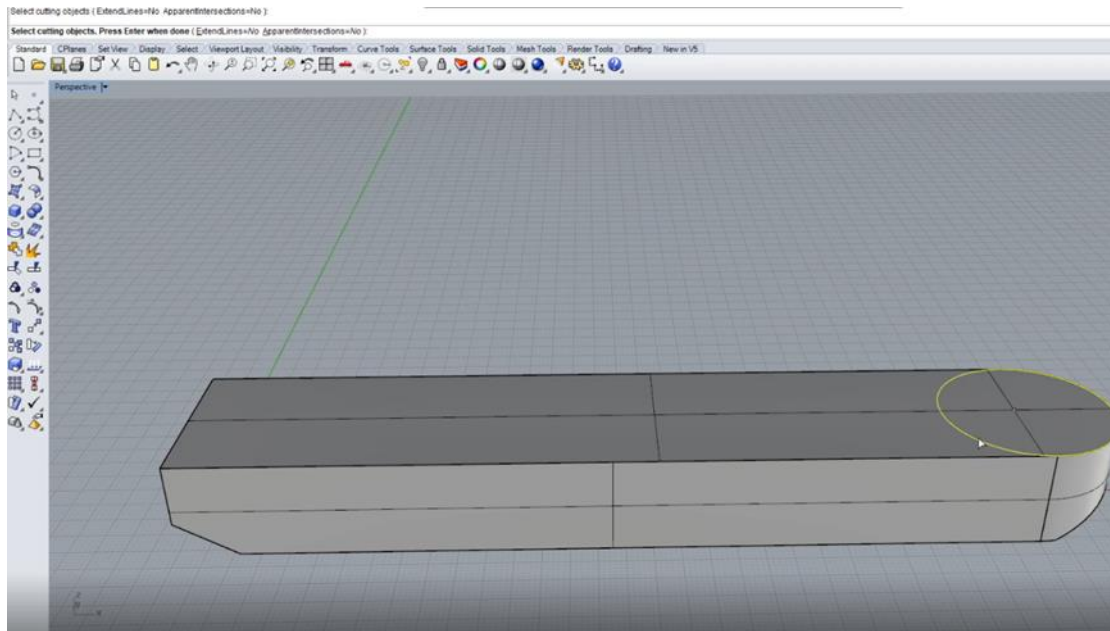 Select cutting objects ( ExtendLines=No ApparentIntersections=No ):
Select cutting objects. Press Enter when done ( ExtendLines=No ApparentIntersections=No ):
Standard CPlanes Set View Display Select Viewport Layout Visibility Transform Curve Tools Surface Tools Solid Tools Mesh Tools Render Tools Drafting New in V5
Perspective
z
x